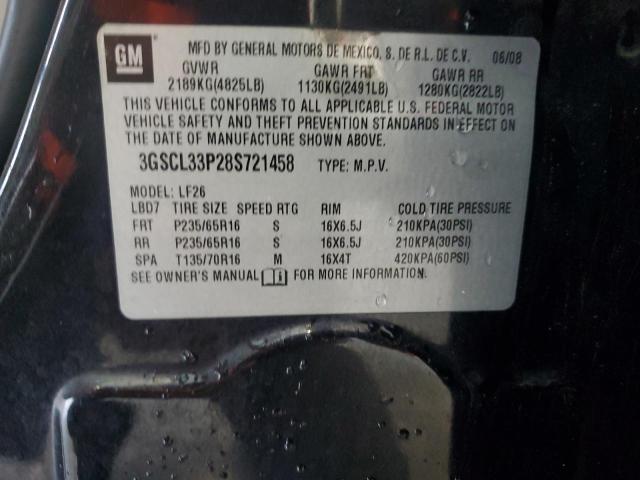 GM
MFD BY GENERAL MOTORS DE MEXICO, S. DE R.L. DE C.V. 06/08
GVWR GAWR FRT GAWR RR
2189KG(4825LB) 1130KG(2491LB) 1280KG(2822LB)
THIS VEHICLE CONFORMS TO ALL APPLICABLE U.S. FEDERAL MOTOR
VEHICLE SAFETY AND THEFT PREVENTION STANDARDS IN EFFECT ON
THE DATE OF MANUFACTURE SHOWN ABOVE.
3GSCL33P28S721458 TYPE: M.P.V.
MODEL: LF26
LBD7 TIRE SIZE SPEED RTG RIM COLD TIRE PRESSURE
FRT P235/65R16 S 16X6.5J 210KPA(30PSI)
RR P235/65R16 S 16X6.5J 210KPA(30PSI)
SPA T135/70R16 M 16X4T 420KPA(60PSI)
SEE OWNER'S MANUAL FOR MORE INFORMATION.